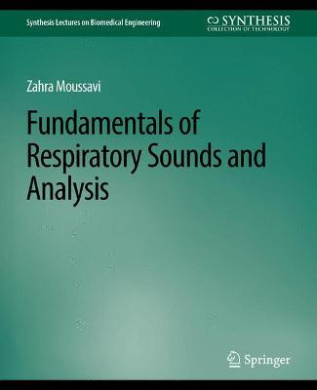 Synthesis Lectures on Biomedical Engineering
SYNTHESIS
COLLECTION OF TECHNOLOGY
Zahra Moussavi
Fundamentals of
Respiratory Sounds and
Analysis
Springer